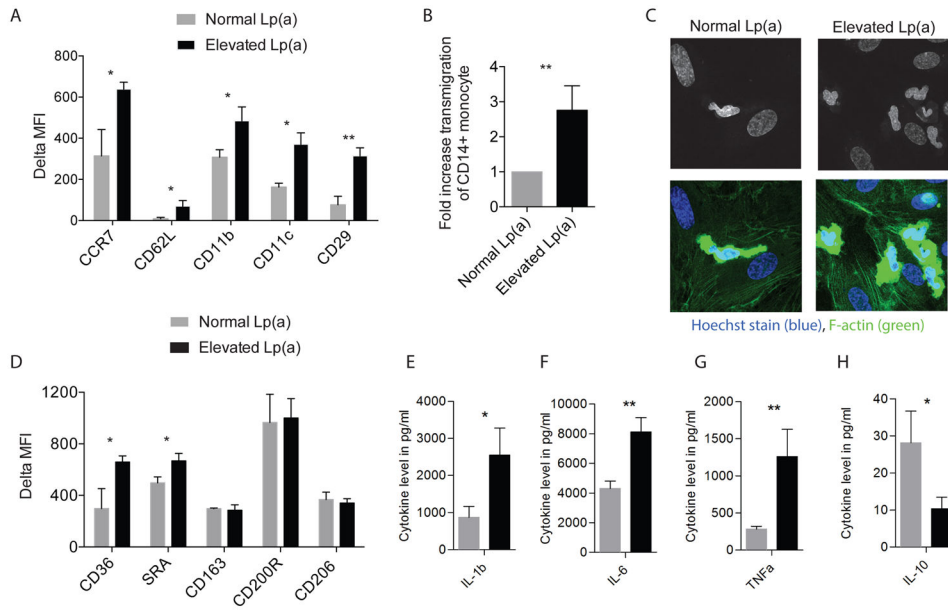 A
Normal Lp(a)
Elevated Lp(a)
Delta MFI
800
600
400
200
0
*
*
*
*
**
CCR7
CD62L
CD11b
CD11c
CD29
B
Fold increase transmigration
of CD14+ monocyte
4
3
2
1
0
**
Normal Lp(a)
Elevated Lp(a)
C
Normal Lp(a)
Elevated Lp(a)
Hoechst stain (blue), F-actin (green)
Normal Lp(a)
Elevated Lp(a)
D
Delta MFI
1200
800
400
0
*
*
CD36
SRA
CD163
CD200R
CD206
E
Cytokine level in pg/ml
4000
3000
2000
1000
0
*
IL-1b
F
Cytokine level in pg/ml
10000
8000
6000
4000
2000
0
**
IL-6
G
Cytokine level in pg/ml
2000
1500
1000
500
0
**
TNFa
H
Cytokine level in pg/ml
40
30
20
10
0
*
IL-10